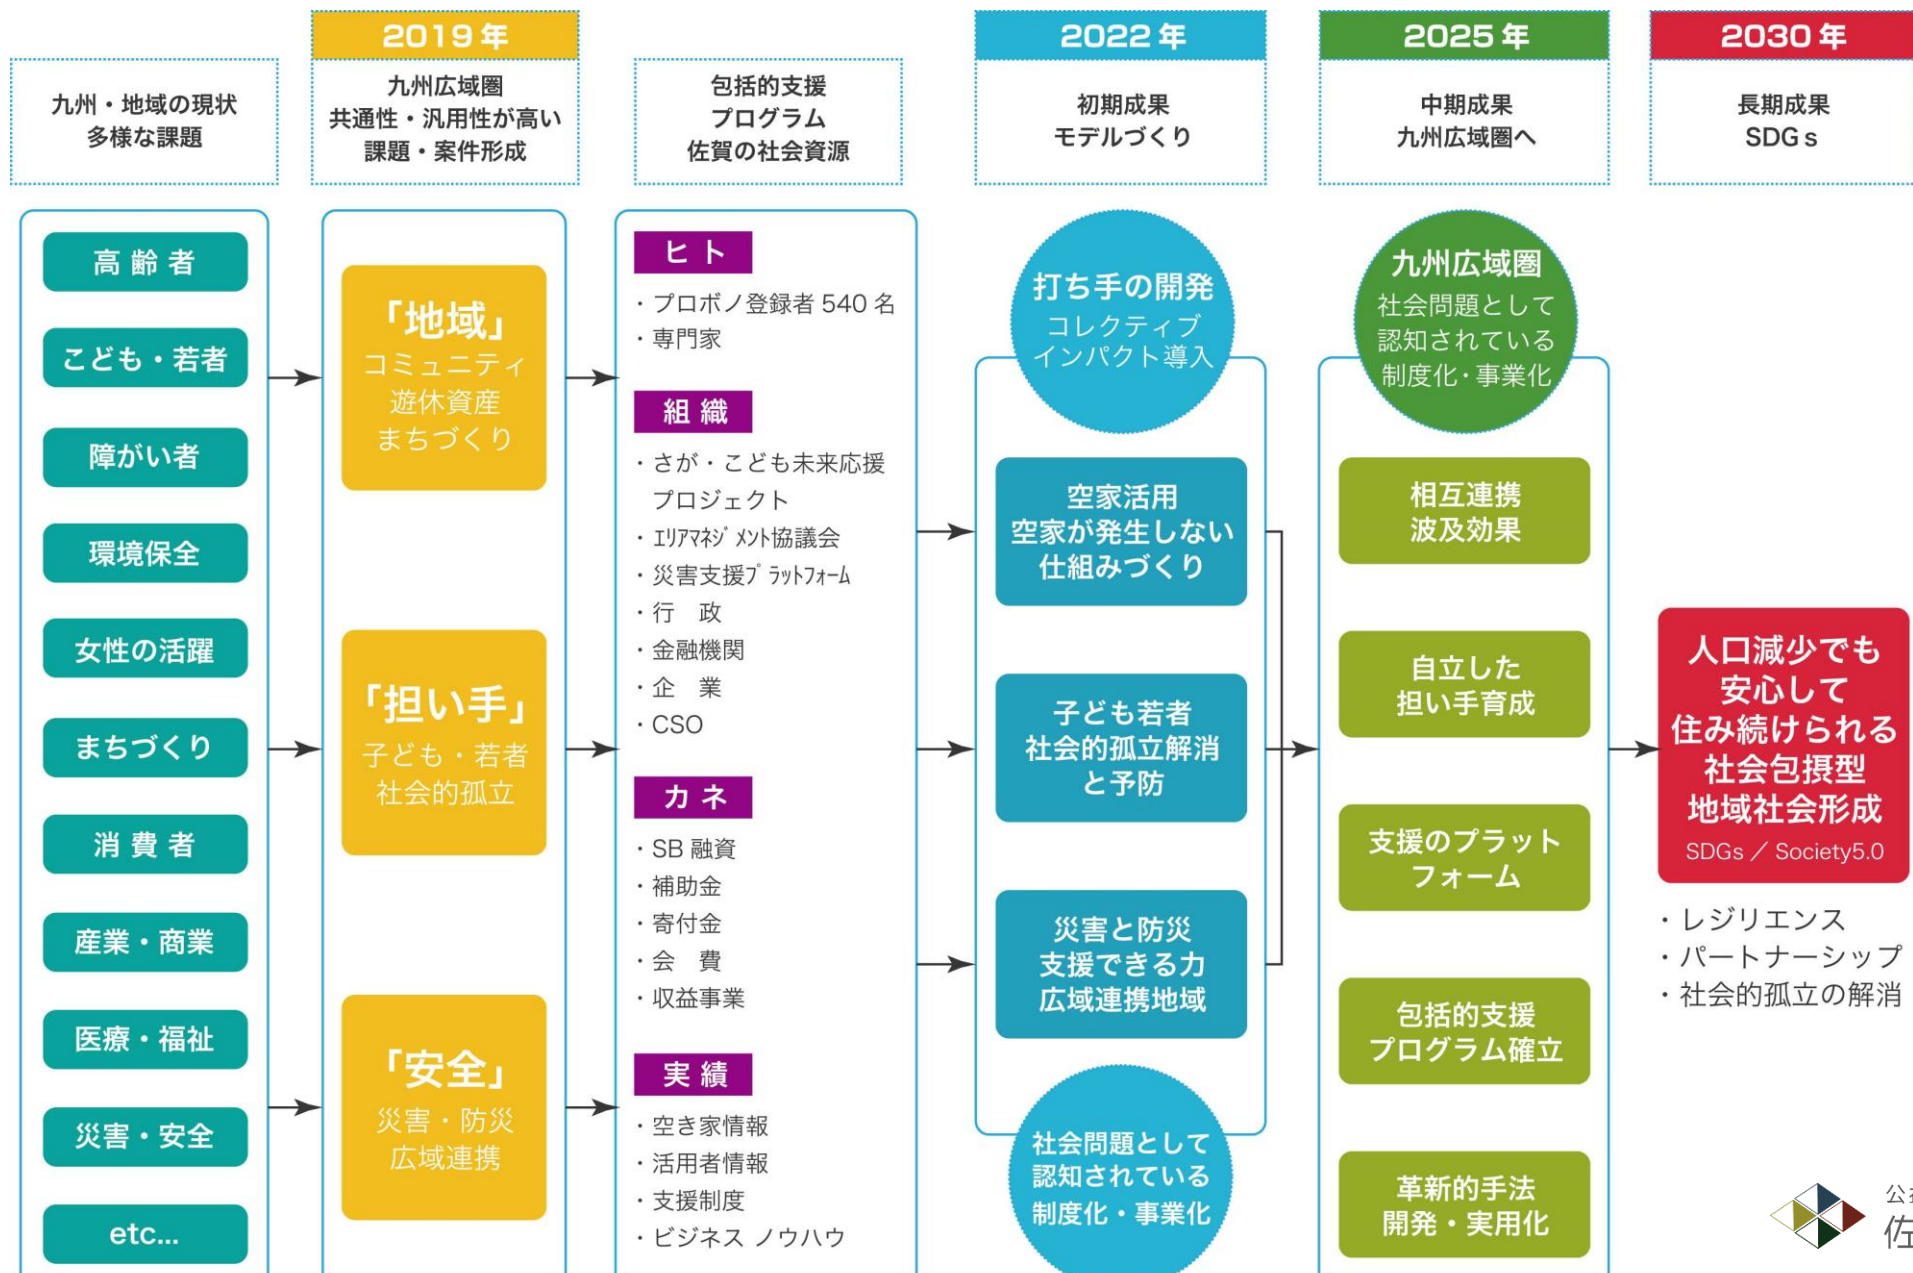 九州・地域の現状
多様な課題
2019年
九州広域圏
共通性・汎用性が高い
課題・案件形成
包括的支援
プログラム
佐賀の社会資源
2022年
初期成果
モデルづくり
2025年
中期成果
九州広域圏へ
2030年
長期成果
SDGs
高齢者
こども・若者
障がい者
環境保全
女性の活躍
まちづくり
消費者
産業・商業
医療・福祉
災害・安全
etc...
「地域」
コミュニティ
遊休資産
まちづくり
「担い手」
子ども・若者
社会的孤立
「安全」
災害・防災
広域連携
ヒト
・プロボノ登録者 540 名
・専門家
組織
・さが・こども未来応援
プロジェクト
・ｴﾘｱﾏﾈｼﾞﾒﾝﾄ協議会
・災害支援ﾌﾟﾗｯﾄﾌｫｰﾑ
・行　政
・金融機関
・企　業
・CSO
カネ
・SB 融資
・補助金
・寄付金
・会　費
・収益事業
実績
・空き家情報
・活用者情報
・支援制度
・ビジネス ノウハウ
打ち手の開発
コレクティブ
インパクト導入
空家活用
空家が発生しない
仕組みづくり
子ども若者
社会的孤立解消
と予防
災害と防災
支援できる力
広域連携地域
社会問題として
認知されている
制度化・事業化
九州広域圏
社会問題として
認知されている
制度化・事業化
相互連携
波及効果
自立した
担い手育成
支援のプラット
フォーム
包括的支援
プログラム確立
革新的手法
開発・実用化
人口減少でも
安心して
住み続けられる
社会包摂型
地域社会形成
SDGs ／ Society5.0
・レジリエンス
・パートナーシップ
・社会的孤立の解消